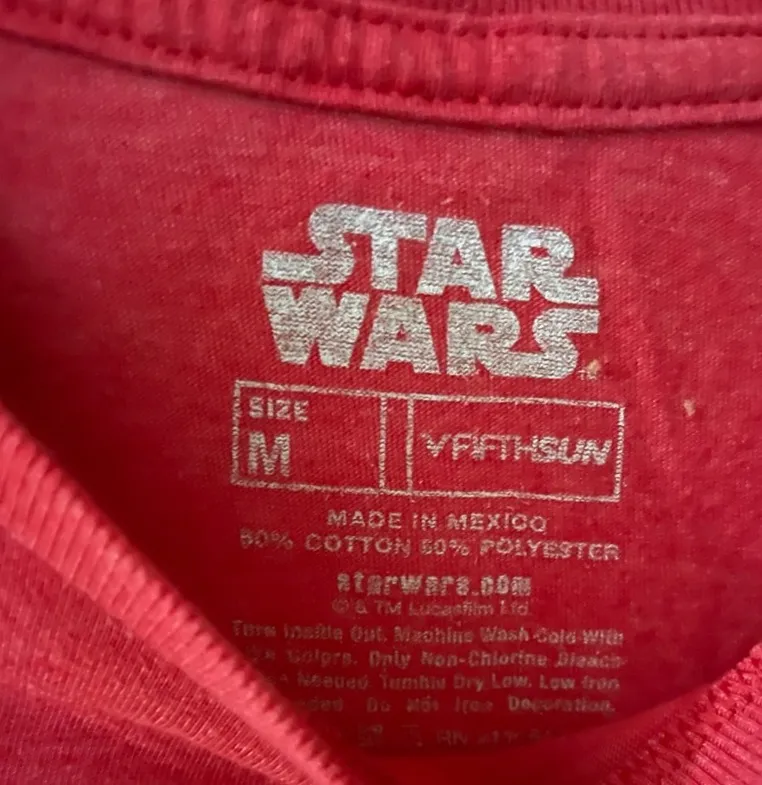 STAR
WARS
TM
SIZE
M
FIFTHSUN
MADE IN MEXICO
50% COTTON 50% POLYESTER
starwars.com
© & TM Lucasfilm Ltd.
Turn Inside Out. Machine Wash Cold With
Colors. Only Non-Chlorine Bleach
Needed. Tumble Dry Low. Low Iron
Do Not Iron Decoration.
RN